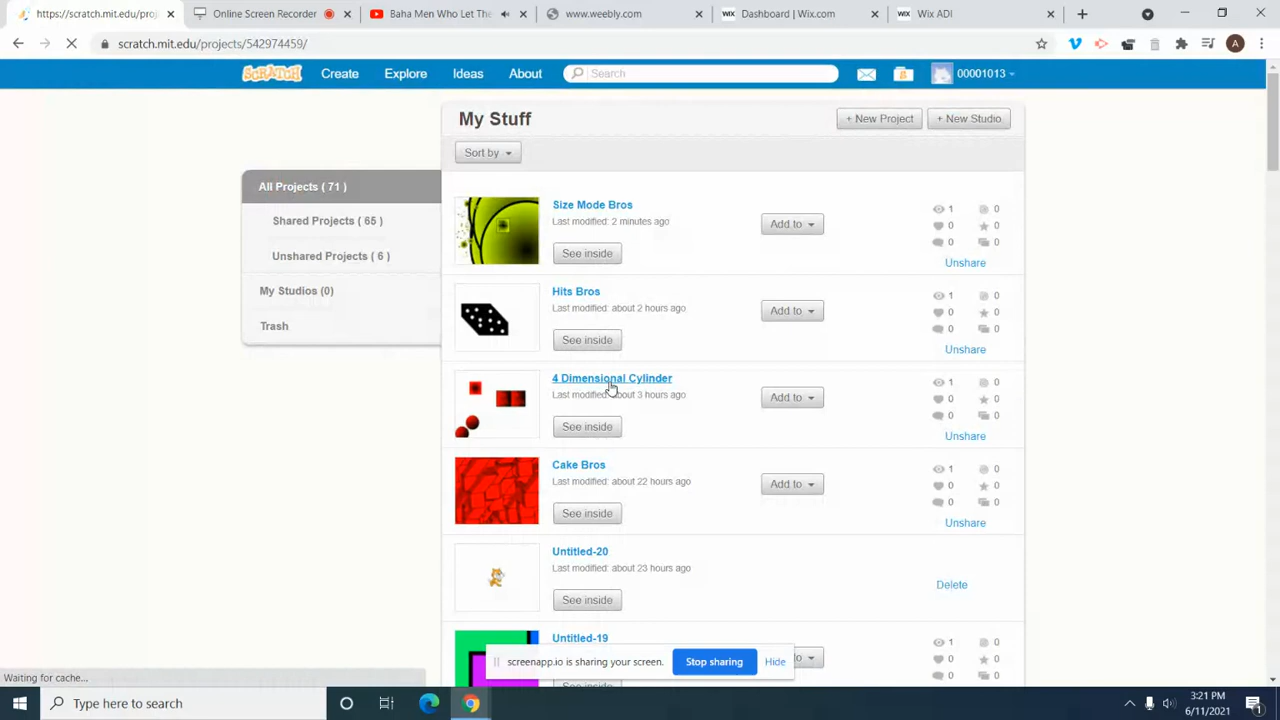 https://scratch.mit.edu/proj
Online Screen Recorder
Baha Men Who Let The
www.weebly.com
Dashboard | Wix.com
Wix ADI
scratch.mit.edu/projects/542974459/
A
SCRATCH
Create
Explore
Ideas
About
Search
00001013
My Stuff
+ New Project
+ New Studio
Sort by
All Projects ( 71 )
Shared Projects ( 65 )
Unshared Projects ( 6 )
My Studios (0)
Trash
Size Mode Bros
Last modified: 2 minutes ago
See inside
Add to
1 0
0 0
0 0
Unshare
Hits Bros
Last modified: about 2 hours ago
See inside
Add to
1 0
0 0
0 0
Unshare
4 Dimensional Cylinder
Last modified: about 3 hours ago
See inside
Add to
1 0
0 0
0 0
Unshare
Cake Bros
Last modified: about 22 hours ago
See inside
Add to
1 0
0 0
0 0
Unshare
Untitled-20
Last modified: about 23 hours ago
See inside
Delete
Untitled-19
1 0
0 0
0 0
screenapp.io is sharing your screen.
Stop sharing
Hide
Waiting for cache...
Type here to search
3:21 PM
6/11/2021
1